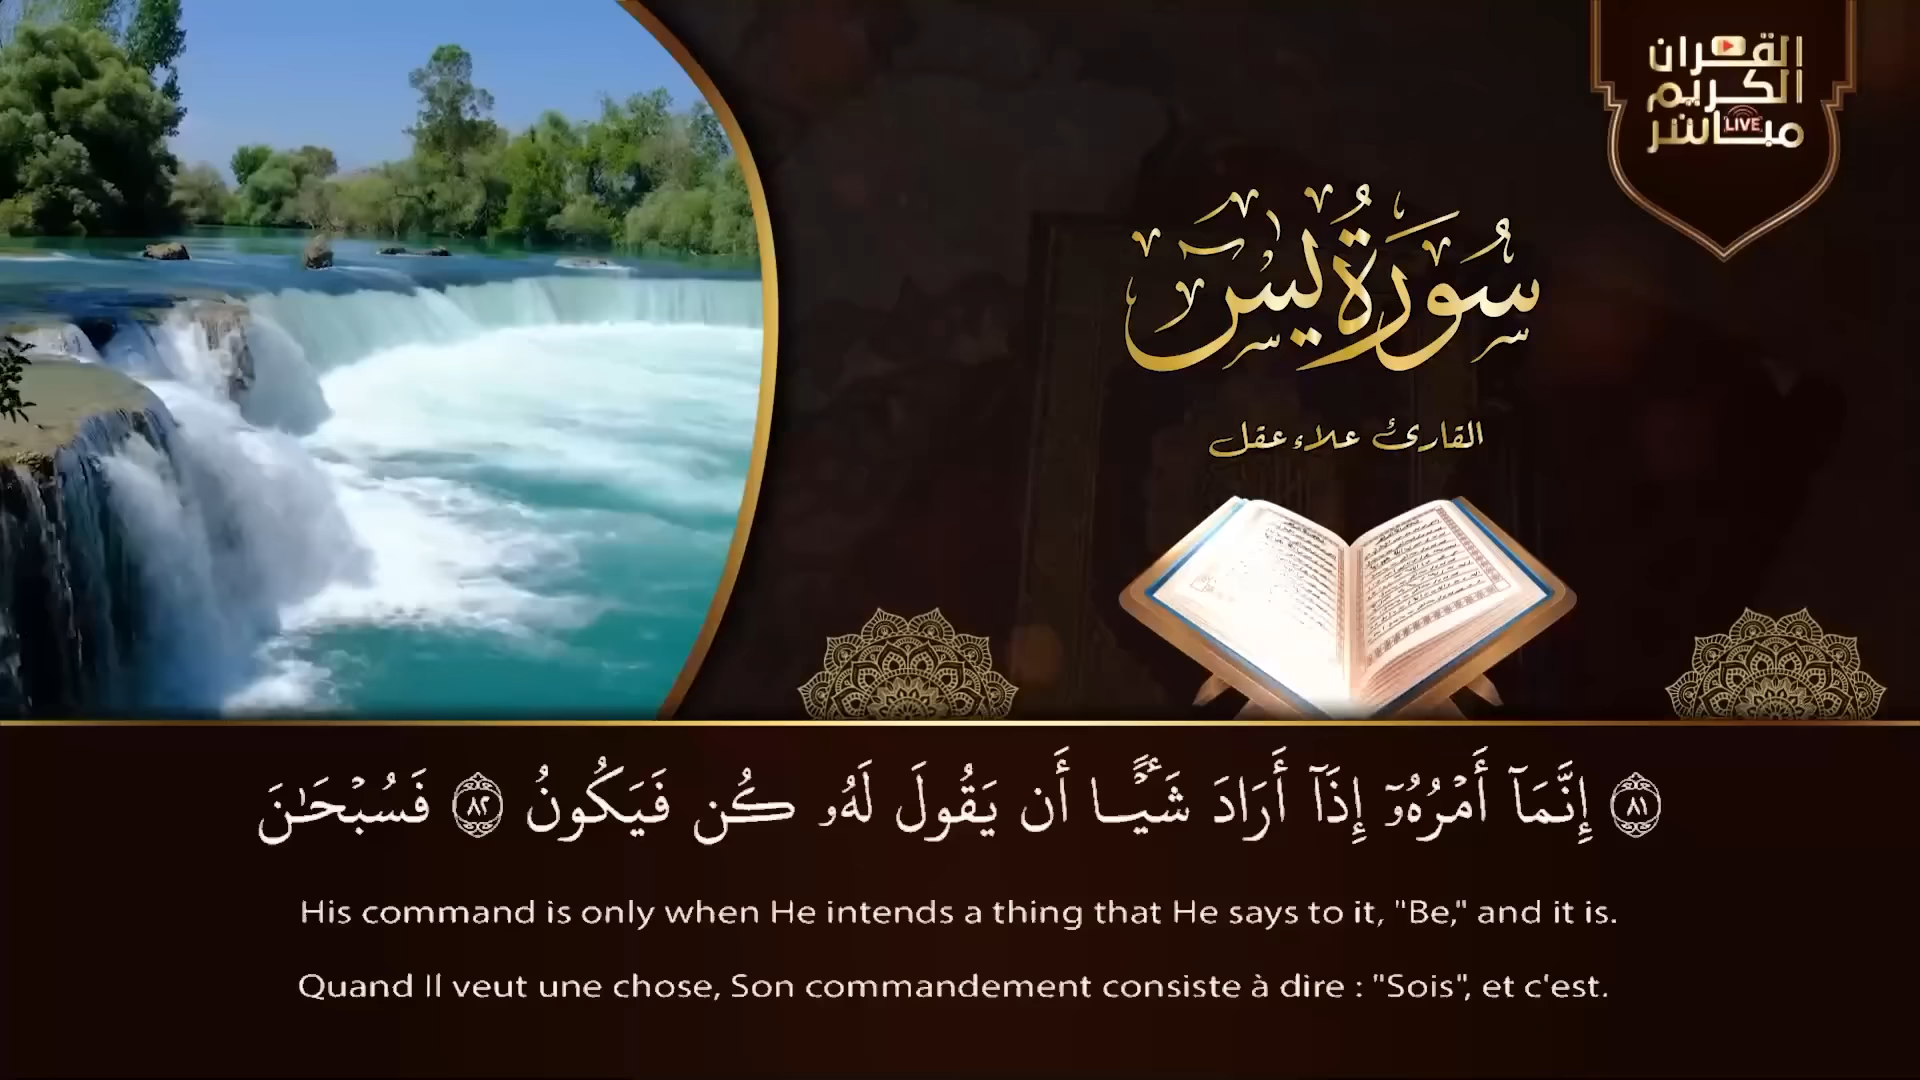 القرآن
الكريم
مباشر
LIVE
سُورَةُ يسٓ
القارئ علاء عقل
٨١ إِنَّمَآ أَمْرُهُۥٓ إِذَآ أَرَادَ شَيْـًٔا أَن يَقُولَ لَهُۥ كُن فَيَكُونُ ٨٢ فَسُبْحَـٰنَ
His command is only when He intends a thing that He says to it, "Be," and it is.
Quand Il veut une chose, Son commandement consiste à dire : "Sois", et c'est.